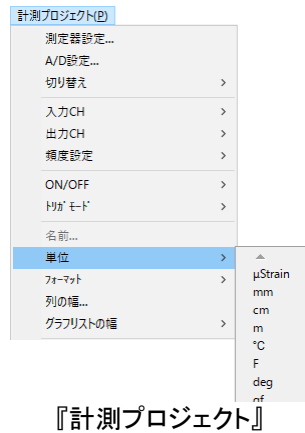 計測プロジェクト(P)
測定器設定...
A/D設定...
切り替え
入力CH
出力CH
頻度設定
ON/OFF
ﾄﾘｶﾞﾓｰﾄﾞ
名前...
単位
ﾌｫｰﾏｯﾄ
列の幅...
グラフリストの幅
μStrain
mm
cm
m
℃
F
deg
gf
『計測プロジェクト』